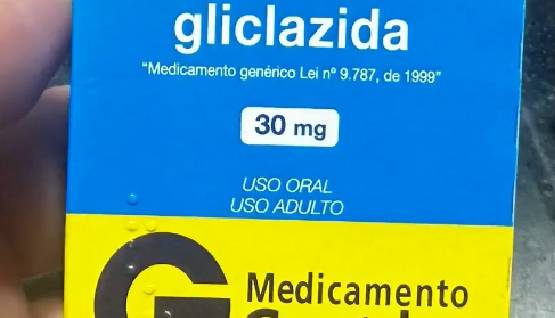 gliclazida
"Medicamento genérico Lei nº 9.787, de 1999"
30 mg
USO ORAL
USO ADULTO
G
Medicamento